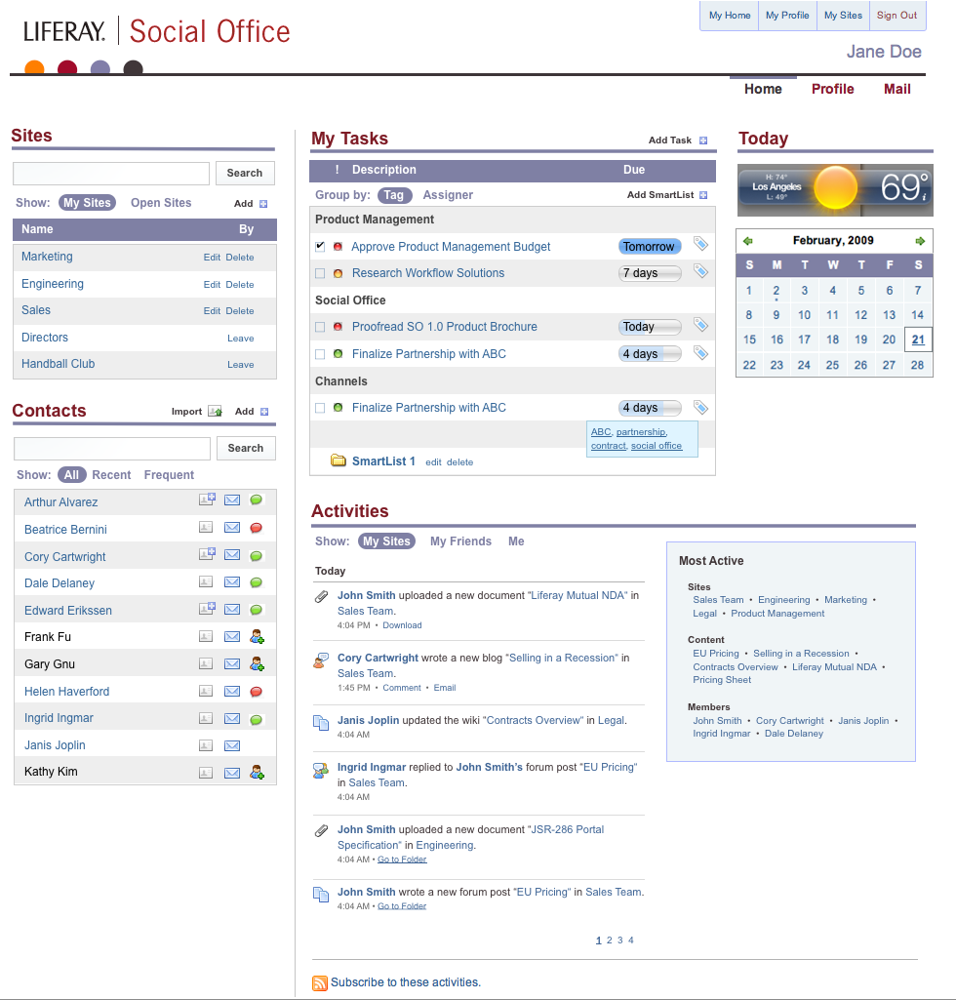 LIFERAY. Social Office
My Home My Profile My Sites Sign Out
Jane Doe
Home Profile Mail
Sites
Search
Show: My Sites Open Sites Add
Name By
Marketing Edit Delete
Engineering Edit Delete
Sales Edit Delete
Directors Leave
Handball Club Leave
Contacts Import Add
Search
Show: All Recent Frequent
Arthur Alvarez
Beatrice Bernini
Cory Cartwright
Dale Delaney
Edward Erikssen
Frank Fu
Gary Gnu
Helen Haverford
Ingrid Ingmar
Janis Joplin
Kathy Kim
My Tasks Add Task
! Description Due
Group by: Tag Assigner Add SmartList
Product Management
Approve Product Management Budget Tomorrow
Research Workflow Solutions 7 days
Social Office
Proofread SO 1.0 Product Brochure Today
Finalize Partnership with ABC 4 days
Channels
Finalize Partnership with ABC 4 days
ABC, partnership,
contract, social office
SmartList 1 edit delete
Today
H: 74°
Los Angeles
L: 49°
69° i
February, 2009
S M T W T F S
1 2 3 4 5 6 7
8 9 10 11 12 13 14
15 16 17 18 19 20 21
22 23 24 25 26 27 28
Activities
Show: My Sites My Friends Me
Today
John Smith uploaded a new document "Liferay Mutual NDA" in
Sales Team.
4:04 PM • Download
Cory Cartwright wrote a new blog "Selling in a Recession" in
Sales Team.
1:45 PM • Comment • Email
Janis Joplin updated the wiki "Contracts Overview" in Legal.
4:04 AM
Ingrid Ingmar replied to John Smith's forum post "EU Pricing"
in Sales Team.
4:04 AM
John Smith uploaded a new document "JSR-286 Portal
Specification" in Engineering.
4:04 AM • Go to Folder
John Smith wrote a new forum post "EU Pricing" in Sales Team.
4:04 AM • Go to Folder
1 2 3 4
Subscribe to these activities.
Most Active
Sites
Sales Team • Engineering • Marketing •
Legal • Product Management
Content
EU Pricing • Selling in a Recession •
Contracts Overview • Liferay Mutual NDA •
Pricing Sheet
Members
John Smith • Cory Cartwright • Janis Joplin •
Ingrid Ingmar • Dale Delaney